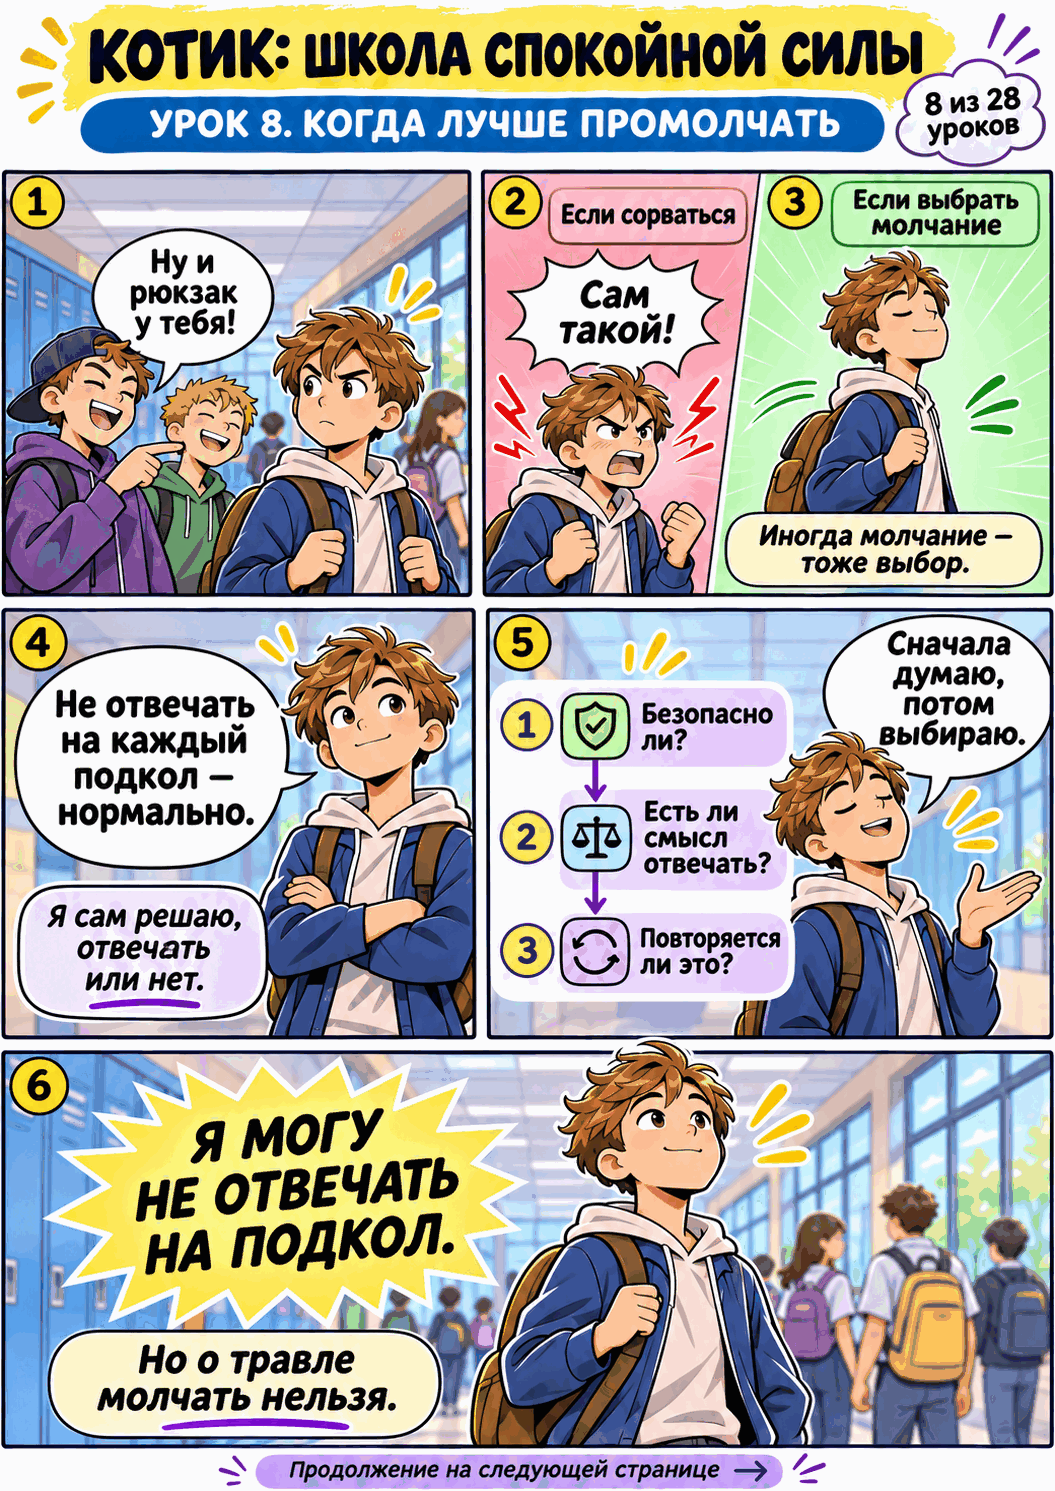 КОТИК: ШКОЛА СПОКОЙНОЙ СИЛЫ
УРОК 8. КОГДА ЛУЧШЕ ПРОМОЛЧАТЬ
8 из 28
уроков
1
Ну и
рюкзак
у тебя!
2
Если сорваться
Сам
такой!
3
Если выбрать
молчание
Иногда молчание –
тоже выбор.
4
Не отвечать
на каждый
подкол –
нормально.
Я сам решаю,
отвечать
или нет.
5
1
Безопасно
ли?
2
Есть ли
смысл
отвечать?
3
Повторяется
ли это?
Сначала
думаю,
потом
выбираю.
6
Я МОГУ
НЕ ОТВЕЧАТЬ
НА ПОДКОЛ.
Но о травле
молчать нельзя.
Продолжение на следующей странице →